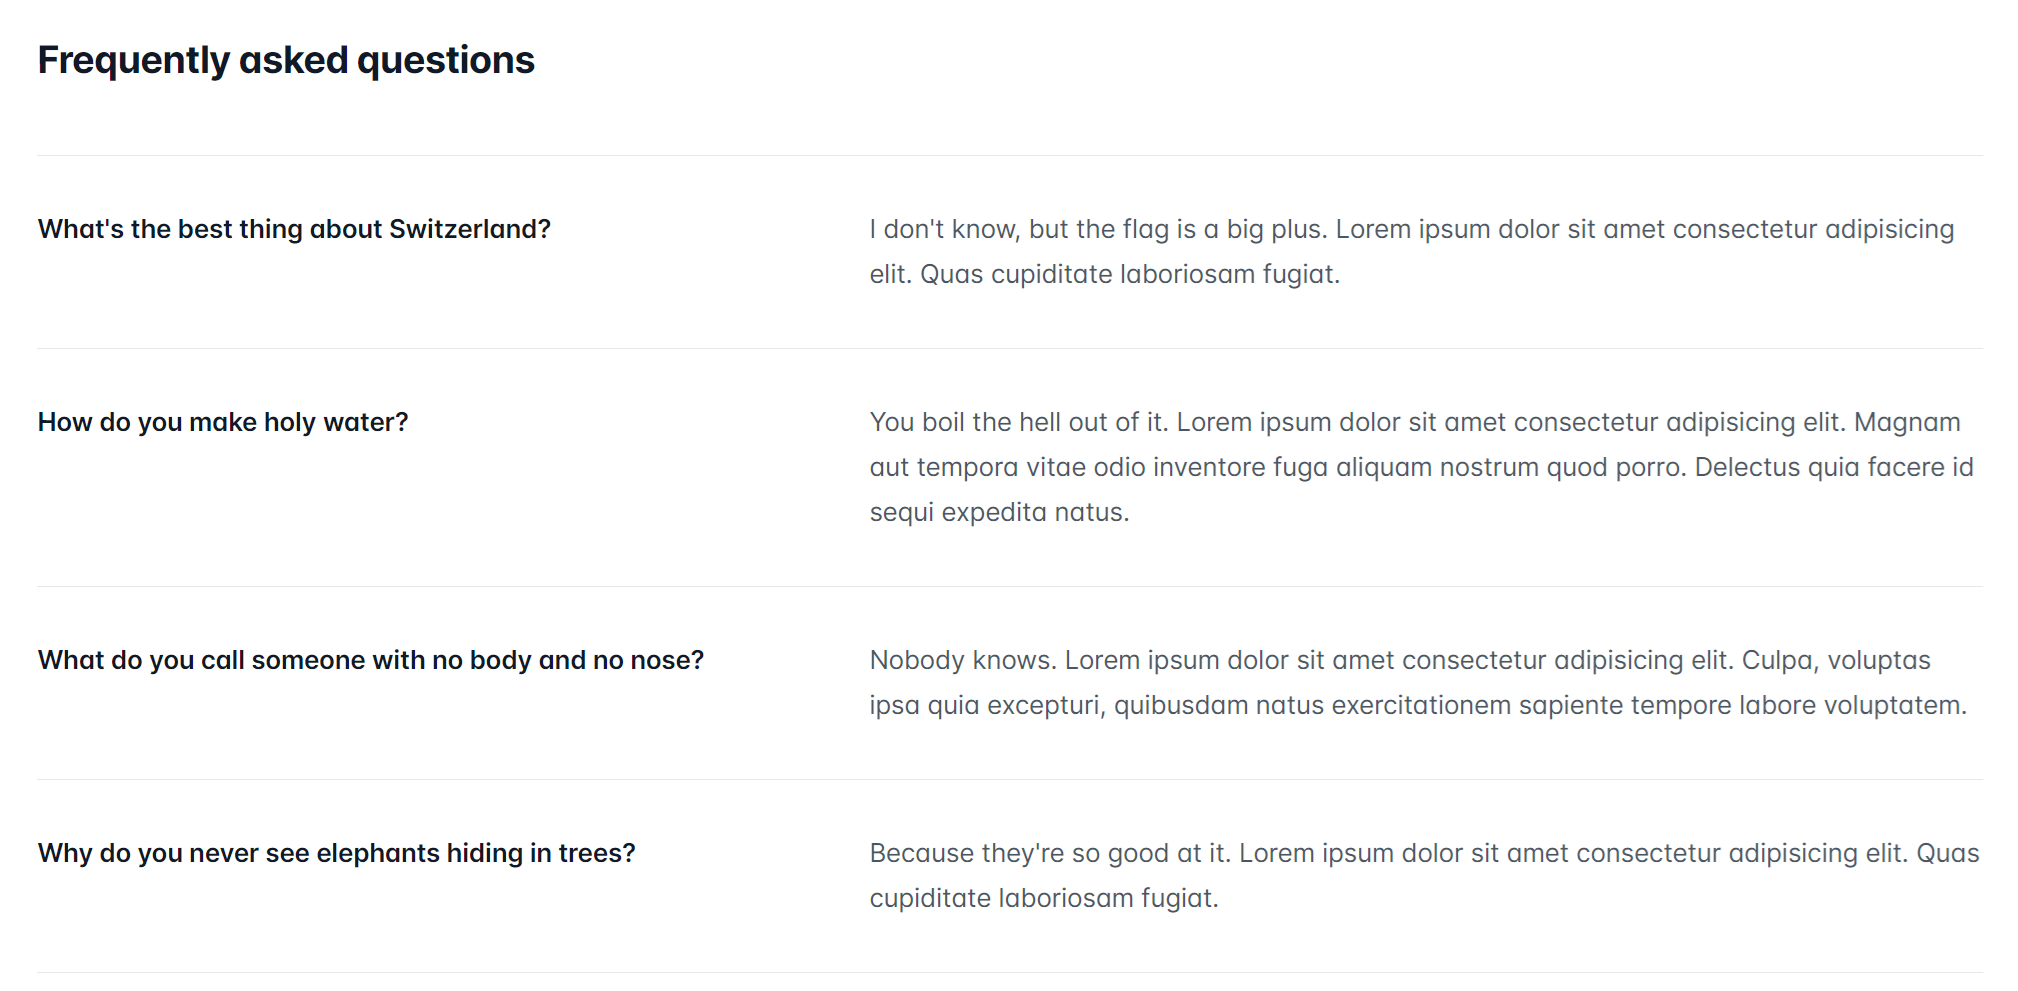 Frequently asked questions
What's the best thing about Switzerland?
I don't know, but the flag is a big plus. Lorem ipsum dolor sit amet consectetur adipisicing
elit. Quas cupiditate laboriosam fugiat.
How do you make holy water?
You boil the hell out of it. Lorem ipsum dolor sit amet consectetur adipisicing elit. Magnam
aut tempora vitae odio inventore fuga aliquam nostrum quod porro. Delectus quia facere id
sequi expedita natus.
What do you call someone with no body and no nose?
Nobody knows. Lorem ipsum dolor sit amet consectetur adipisicing elit. Culpa, voluptas
ipsa quia excepturi, quibusdam natus exercitationem sapiente tempore labore voluptatem.
Why do you never see elephants hiding in trees?
Because they're so good at it. Lorem ipsum dolor sit amet consectetur adipisicing elit. Quas
cupiditate laboriosam fugiat.